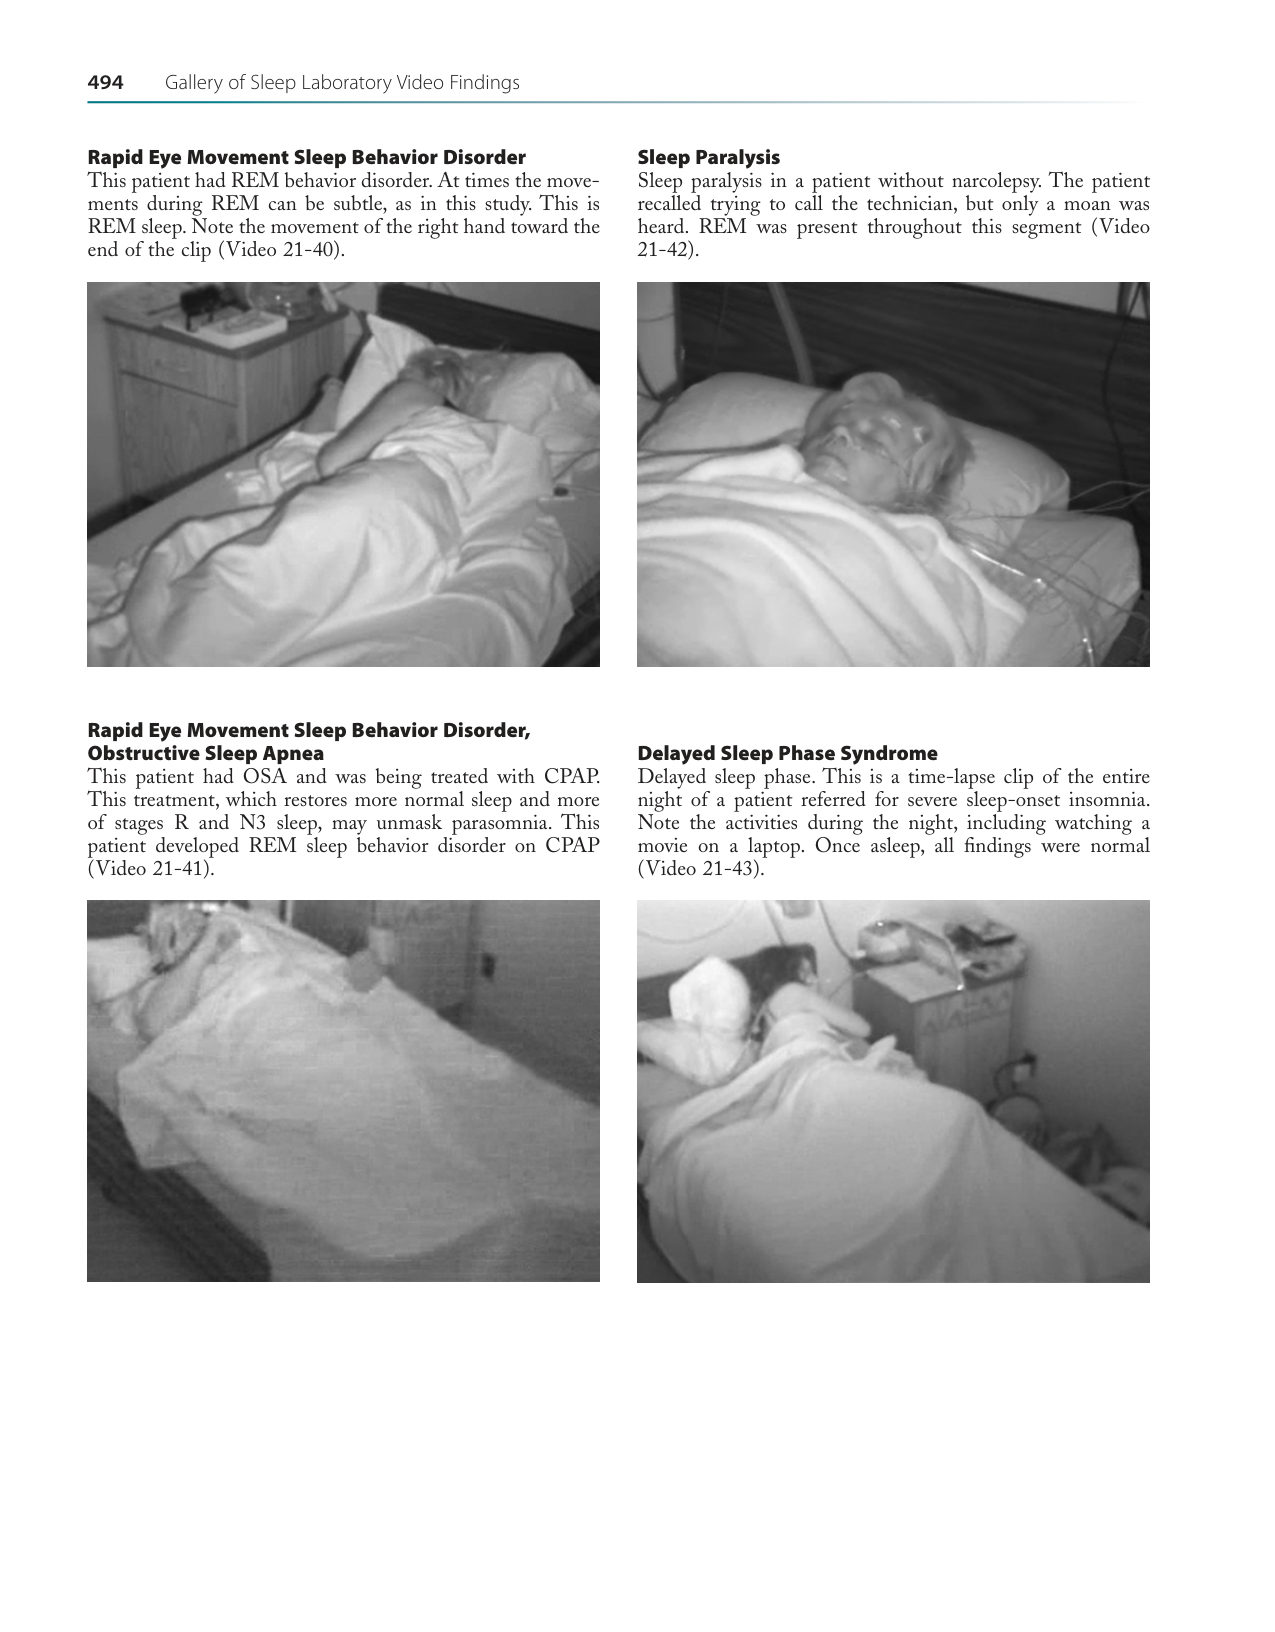 494 Gallery of Sleep Laboratory Video Findings
Rapid Eye Movement Sleep Behavior Disorder
This patient had REM behavior disorder. At times the move-
ments during REM can be subtle, as in this study. This is
REM sleep. Note the movement of the right hand toward the
end of the clip (Video 21-40).
Rapid Eye Movement Sleep Behavior Disorder,
Obstructive Sleep Apnea
This patient had OSA and was being treated with CPAP.
This treatment, which restores more normal sleep and more
of stages R and N3 sleep, may unmask parasomnia. This
patient developed REM sleep behavior disorder on CPAP
(Video 21-41).
Sleep Paralysis
Sleep paralysis in a patient without narcolepsy. The patient
recalled trying to call the technician, but only a moan was
heard. REM was present throughout this segment (Video
21-42).
Delayed Sleep Phase Syndrome
Delayed sleep phase. This is a time-lapse clip of the entire
night of a patient referred for severe sleep-onset insomnia.
Note the activities during the night, including watching a
movie on a laptop. Once asleep, all findings were normal
(Video 21-43).